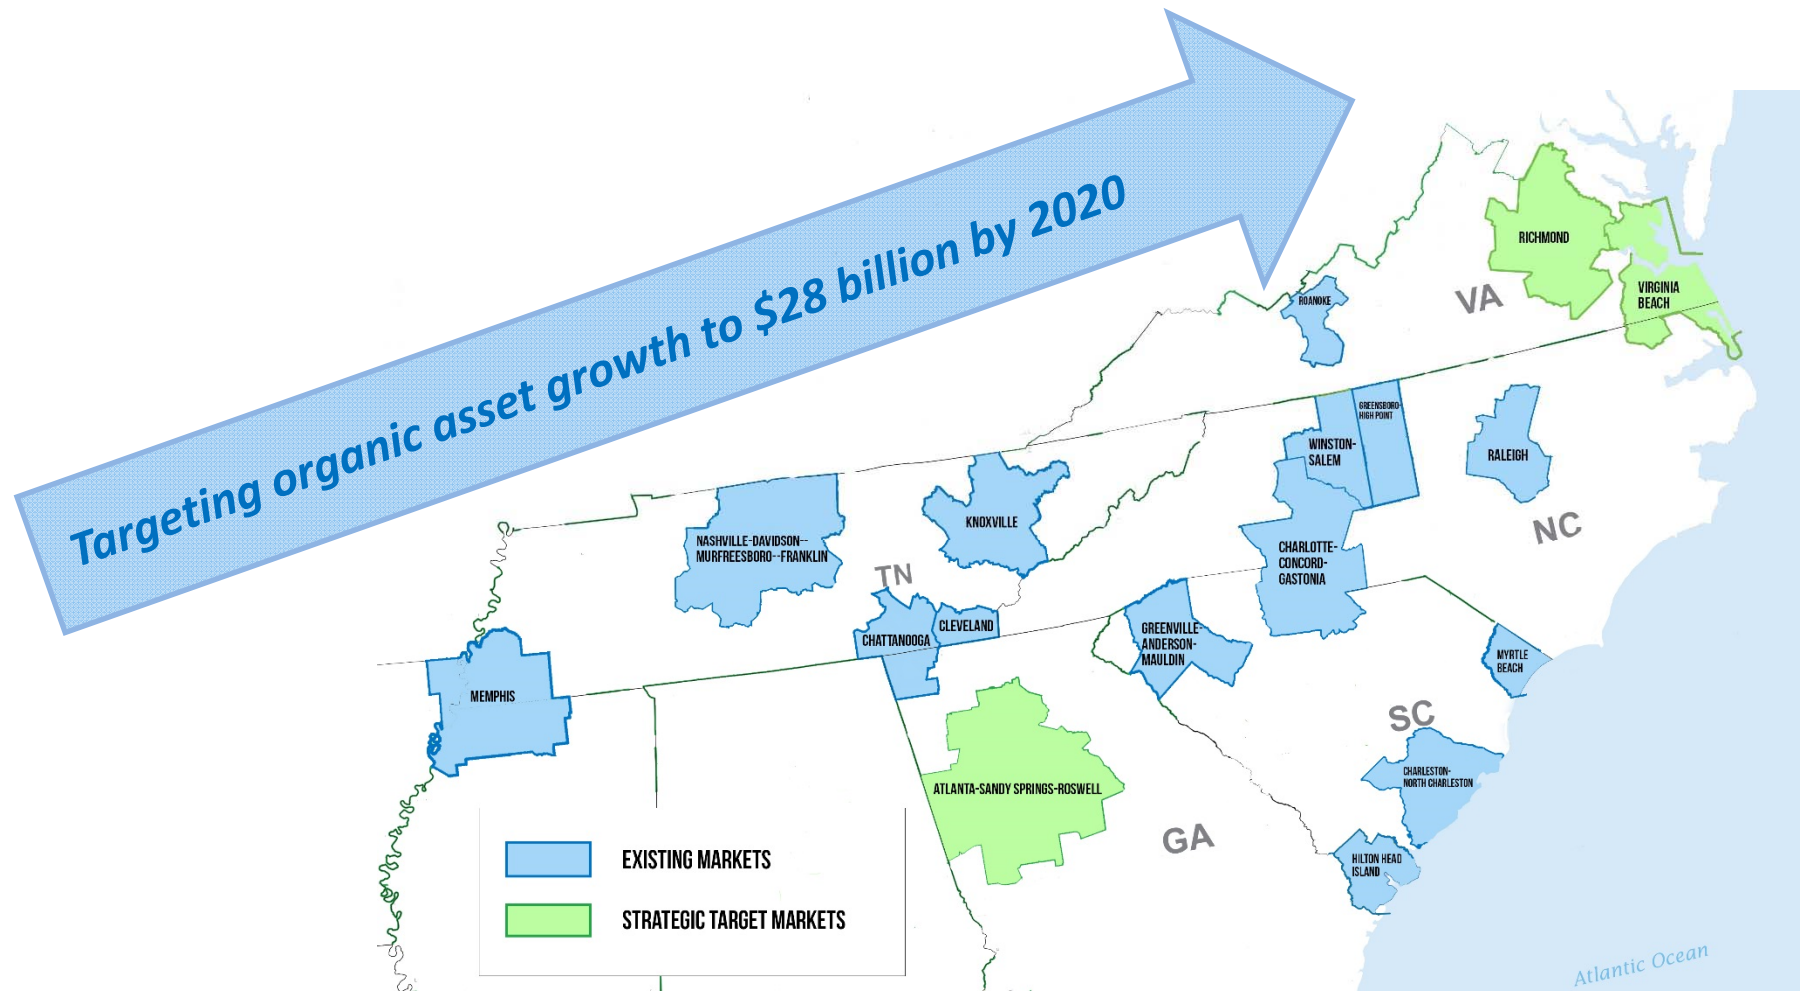 Targeting organic asset growth to $28 billion by 2020
RICHMOND
VIRGINIA
BEACH
VA
ROANOKE
GREENSBORO-
HIGH POINT
WINSTON-
SALEM
RALEIGH
NC
KNOXVILLE
NASHVILLE-DAVIDSON--
MURFREESBORO--FRANKLIN
TN
CHARLOTTE-
CONCORD-
GASTONIA
CHATTANOOGA
CLEVELAND
GREENVILLE-
ANDERSON-
MAULDIN
MYRTLE
BEACH
MEMPHIS
SC
CHARLESTON-
NORTH CHARLESTON
ATLANTA-SANDY SPRINGS-ROSWELL
GA
HILTON HEAD
ISLAND
EXISTING MARKETS
STRATEGIC TARGET MARKETS
Atlantic Ocean